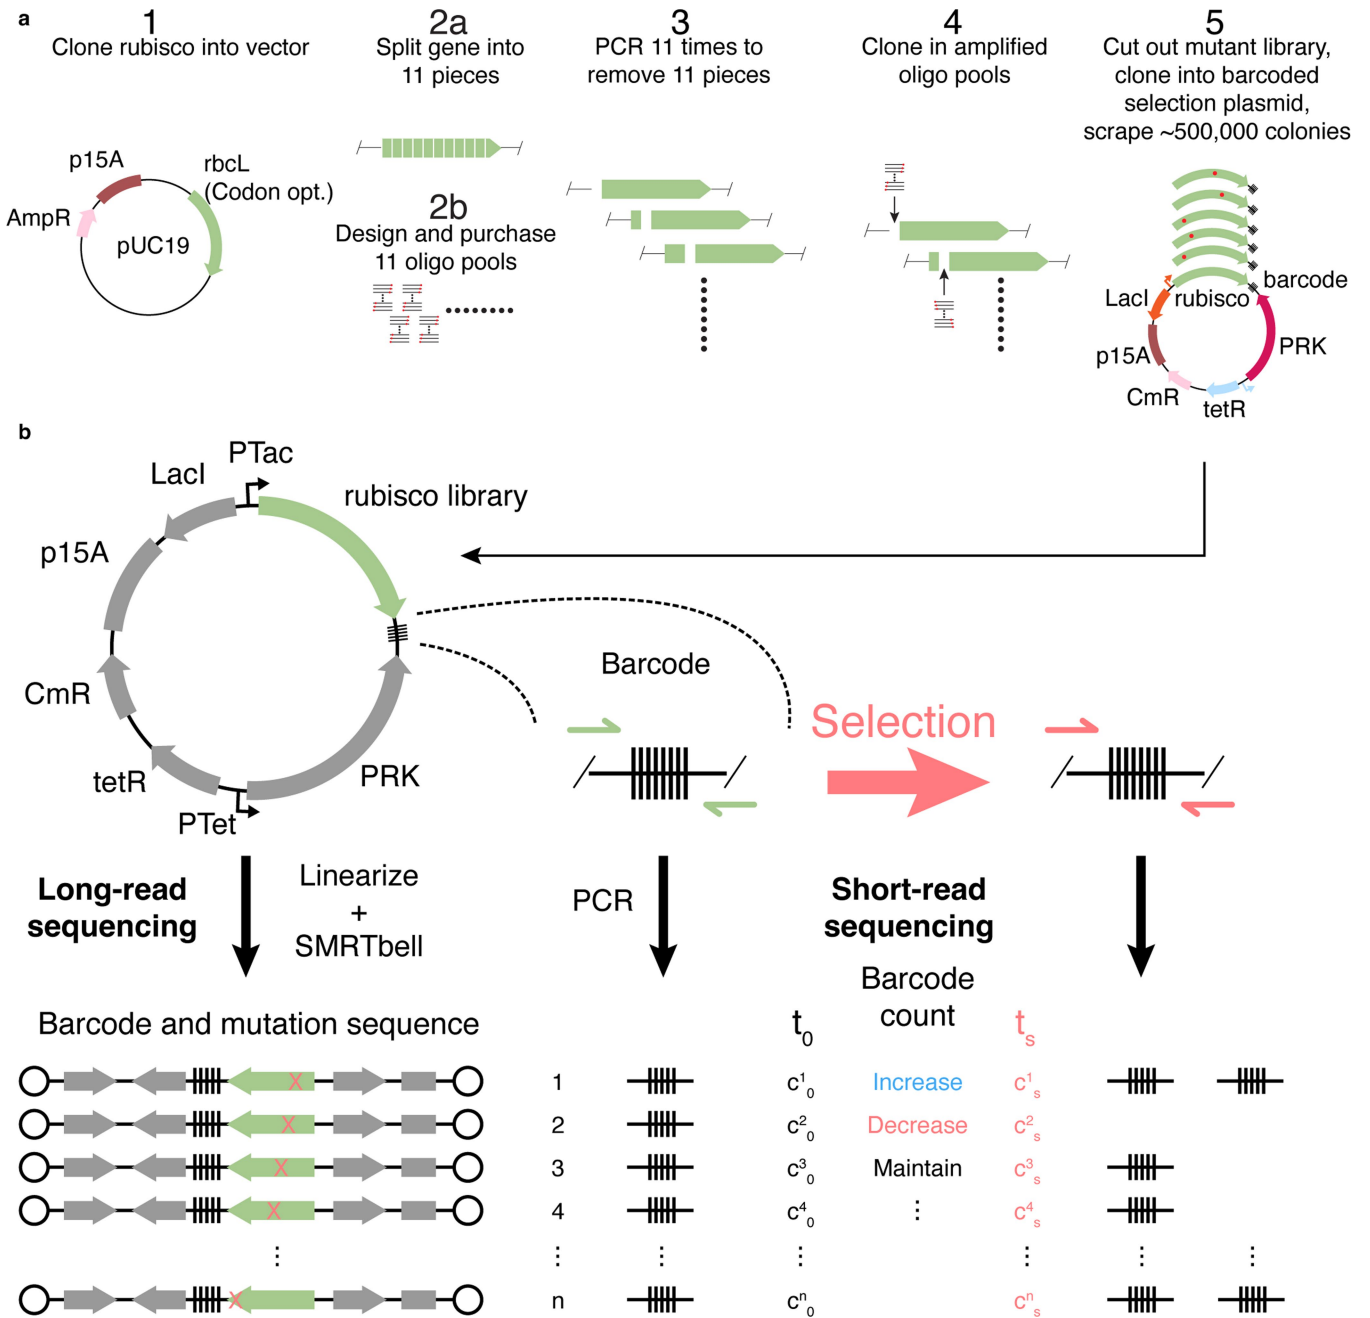 a
1
Clone rubisco into vector
p15A
rbcL
(Codon opt.)
AmpR
pUC19
2a
Split gene into
11 pieces
2b
Design and purchase
11 oligo pools
3
PCR 11 times to
remove 11 pieces
4
Clone in amplified
oligo pools
5
Cut out mutant library,
clone into barcoded
selection plasmid,
scrape ~500,000 colonies
barcode
LacI
rubisco
p15A
PRK
CmR
tetR
b
PTac
LacI
rubisco library
p15A
CmR
tetR
PTet
PRK
Barcode
Selection
Long-read
sequencing
Linearize
+
SMRTbell
PCR
Short-read
sequencing
Barcode and mutation sequence
Barcode
count
t₀
tₛ
X
1
c¹₀
Increase
c¹ₛ
X
2
c²₀
Decrease
c²ₛ
X
3
c³₀
Maintain
c³ₛ
X
4
c⁴₀
⋮
c⁴ₛ
⋮ ⋮ ⋮ ⋮ ⋮ ⋮ ⋮
X
n
cⁿ₀
cⁿₛ